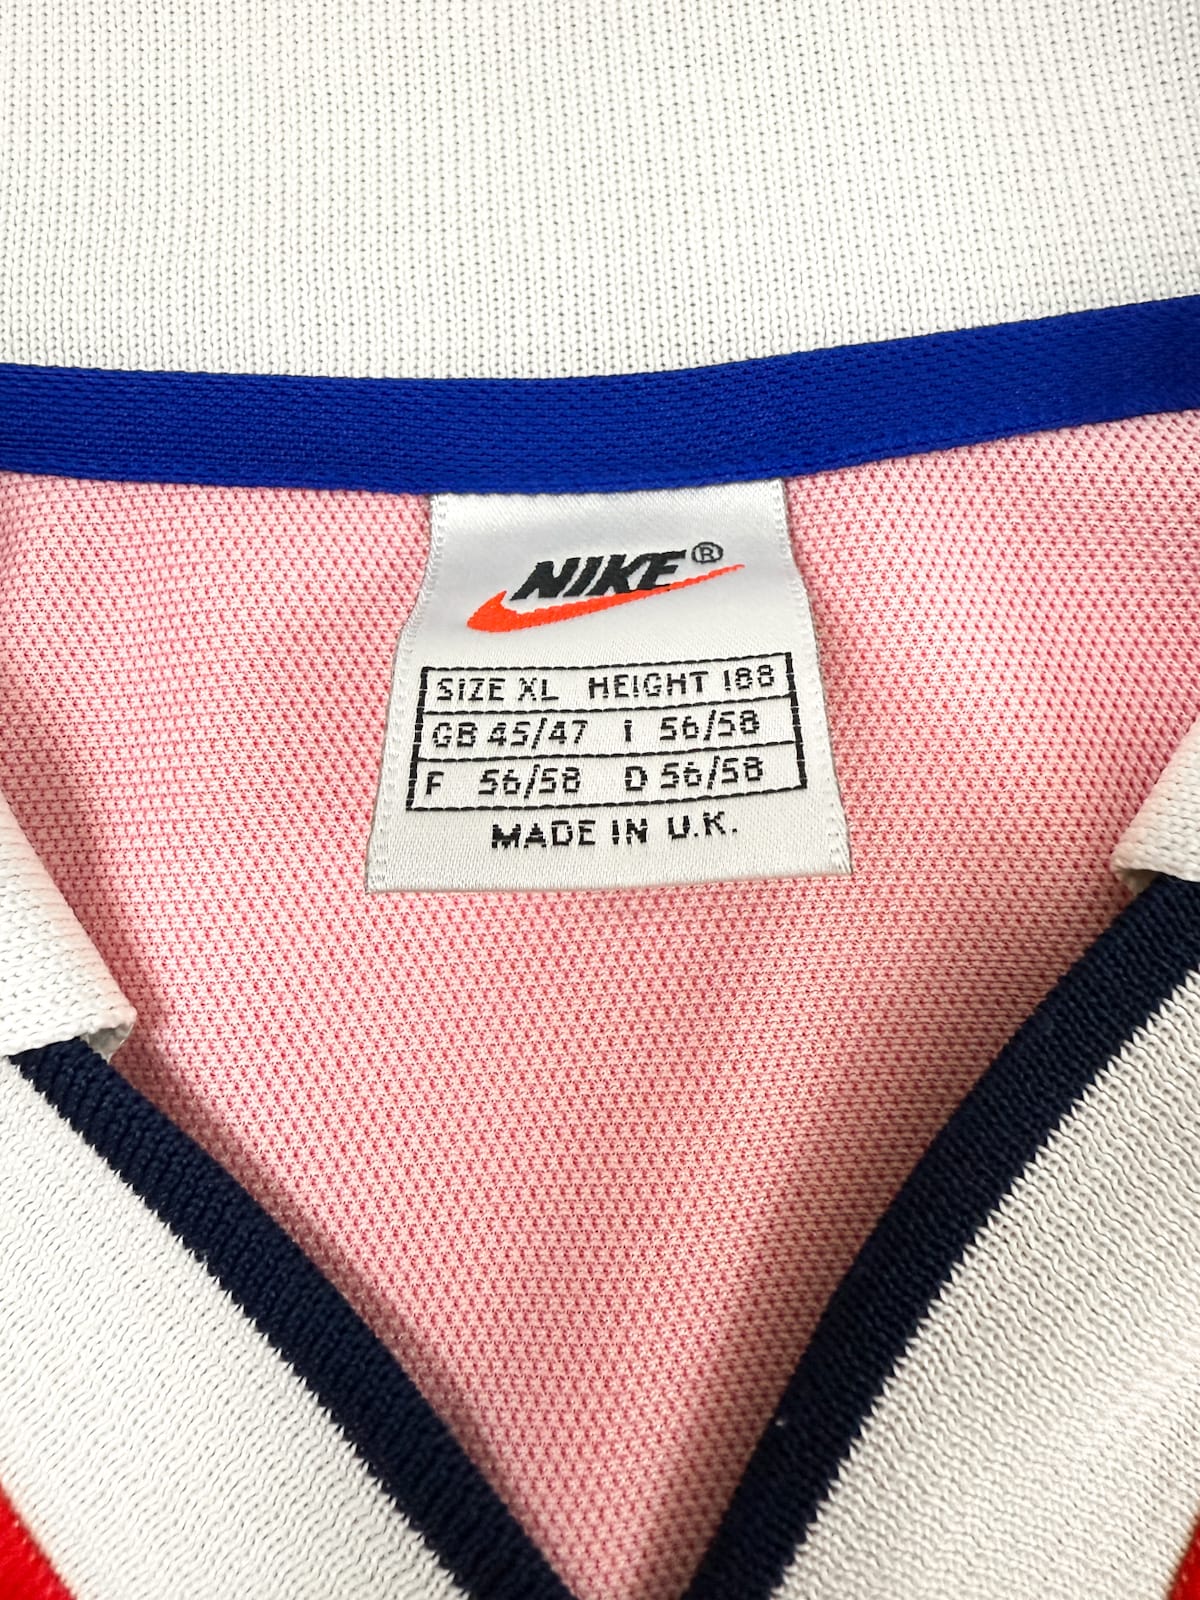 NIKE®
SIZE XL HEIGHT 188
GB 45/47 I 56/58
F 56/58 D 56/58
MADE IN U.K.